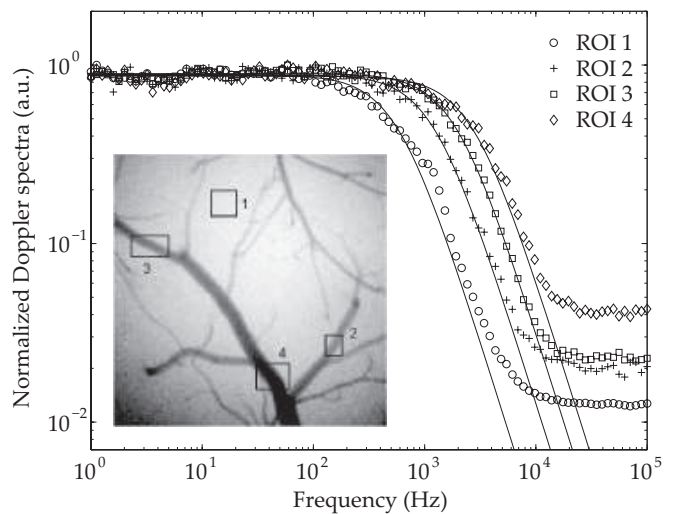 Normalized Doppler spectra (a.u.)
10^0
10^-1
10^-2
ROI 1
ROI 2
ROI 3
ROI 4
1
3
2
4
10^0 10^1 10^2 10^3 10^4 10^5
Frequency (Hz)